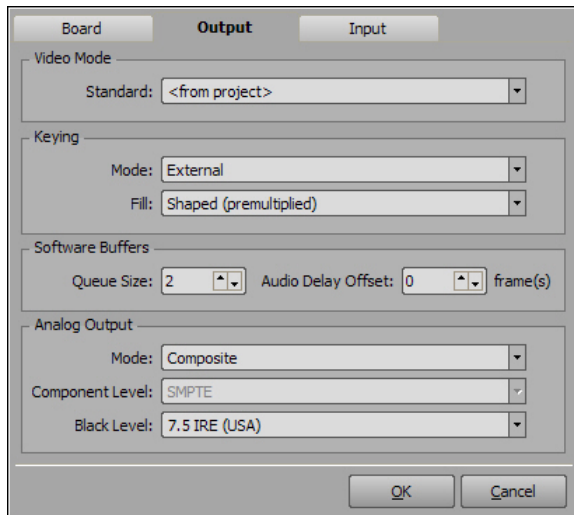 Board Output Input
Video Mode
Standard: <from project>
Keying
Mode: External
Fill: Shaped (premultiplied)
Software Buffers
Queue Size: 2 Audio Delay Offset: 0 frame(s)
Analog Output
Mode: Composite
Component Level: SMPTE
Black Level: 7.5 IRE (USA)
OK Cancel